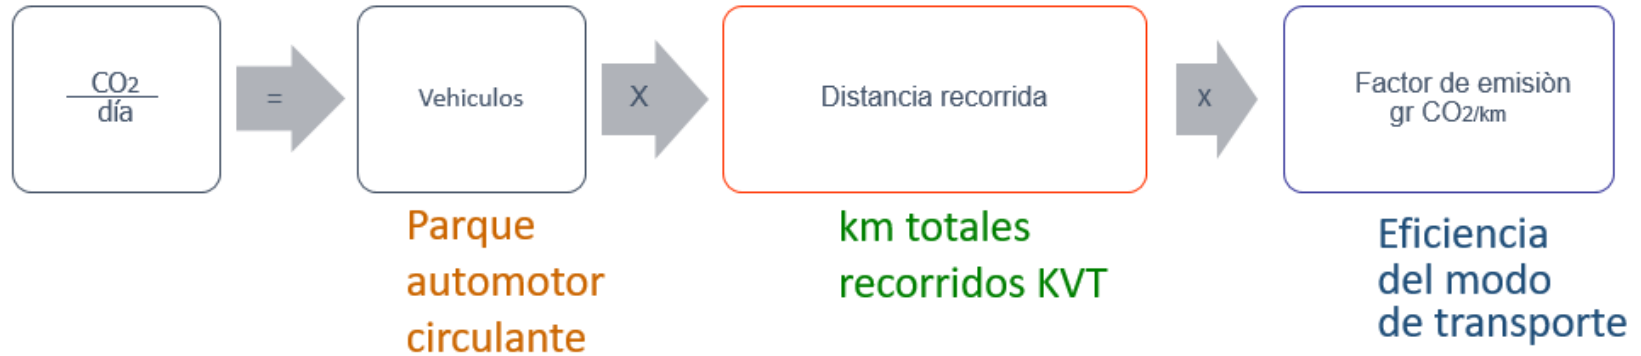 CO2
día
=
Vehiculos
X
Distancia recorrida
x
Factor de emisiòn
gr CO2/km
Parque
automotor
circulante
km totales
recorridos KVT
Eficiencia
del modo
de transporte